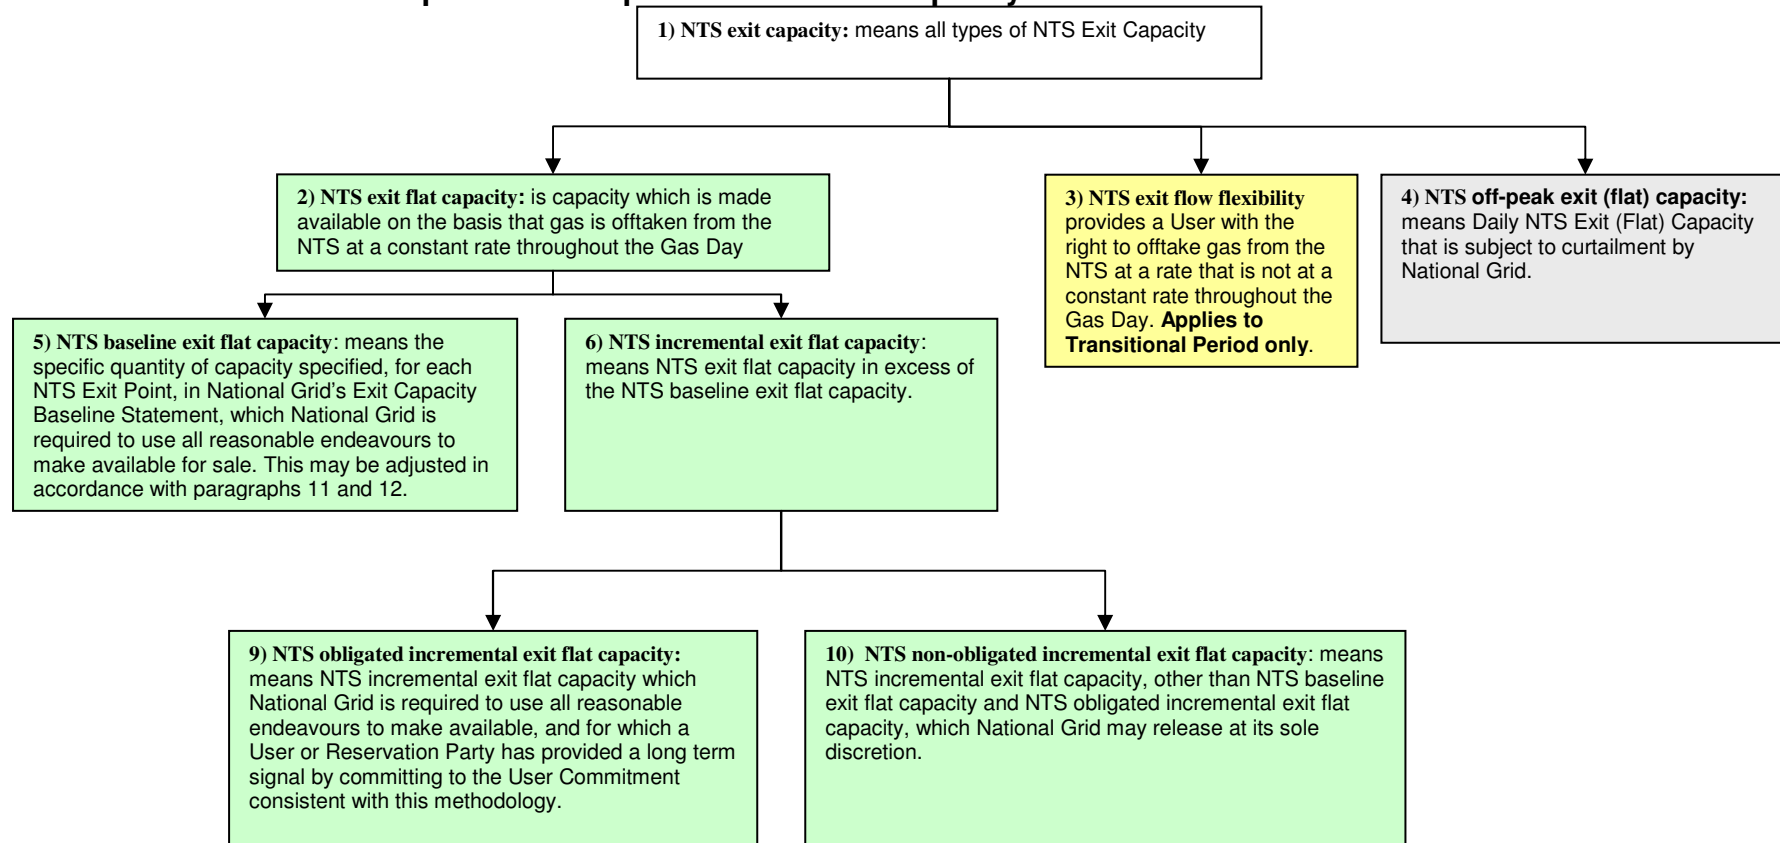 1) NTS exit capacity: means all types of NTS Exit Capacity
2) NTS exit flat capacity: is capacity which is made
available on the basis that gas is offtaken from the
NTS at a constant rate throughout the Gas Day
3) NTS exit flow flexibility
provides a User with the
right to offtake gas from the
NTS at a rate that is not at a
constant rate throughout the
Gas Day. Applies to
Transitional Period only.
4) NTS off-peak exit (flat) capacity:
means Daily NTS Exit (Flat) Capacity
that is subject to curtailment by
National Grid.
5) NTS baseline exit flat capacity: means the
specific quantity of capacity specified, for each
NTS Exit Point, in National Grid's Exit Capacity
Baseline Statement, which National Grid is
required to use all reasonable endeavours to
make available for sale. This may be adjusted in
accordance with paragraphs 11 and 12.
6) NTS incremental exit flat capacity:
means NTS exit flat capacity in excess of
the NTS baseline exit flat capacity.
9) NTS obligated incremental exit flat capacity:
means NTS incremental exit flat capacity which
National Grid is required to use all reasonable
endeavours to make available, and for which a
User or Reservation Party has provided a long term
signal by committing to the User Commitment
consistent with this methodology.
10) NTS non-obligated incremental exit flat capacity: means
NTS incremental exit flat capacity, other than NTS baseline
exit flat capacity and NTS obligated incremental exit flat
capacity, which National Grid may release at its sole
discretion.